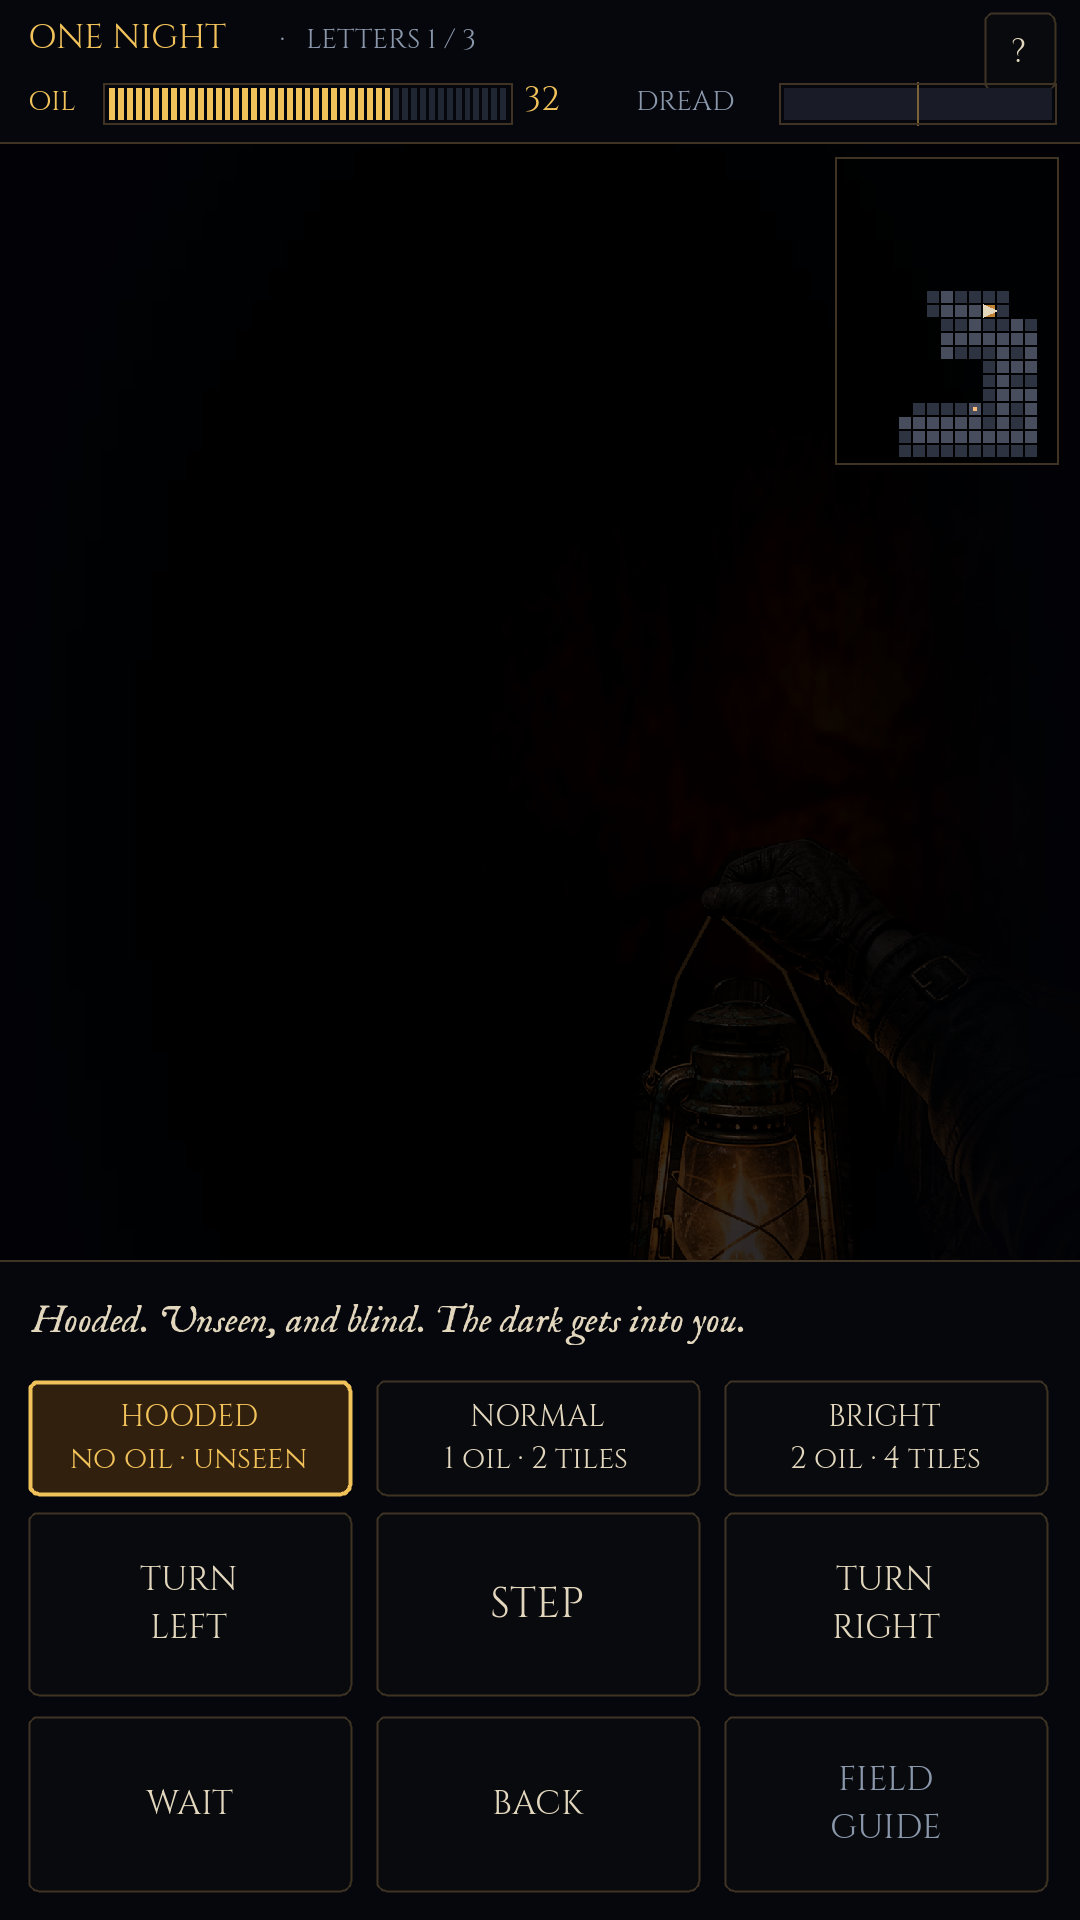 ONE NIGHT · LETTERS 1 / 3
?
OIL 32 DREAD
Hooded. Unseen, and blind. The dark gets into you.
HOODED
NO OIL · UNSEEN
NORMAL
1 OIL · 2 TILES
BRIGHT
2 OIL · 4 TILES
TURN
LEFT
STEP
TURN
RIGHT
WAIT
BACK
FIELD
GUIDE